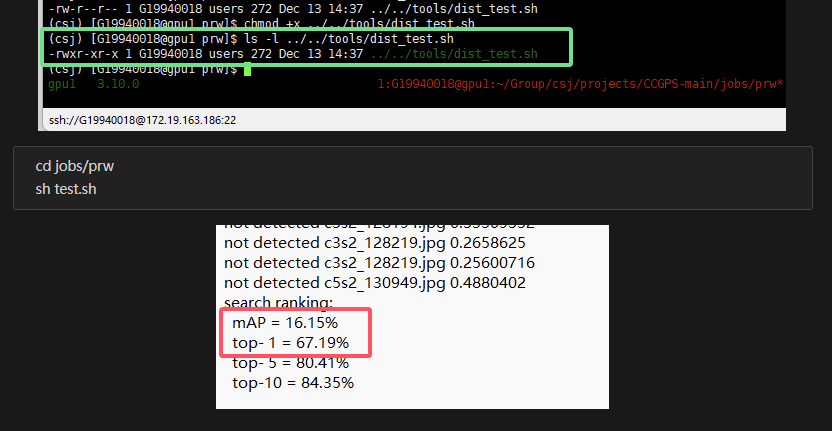 -rw-r--r-- 1 G19940018 users 272 Dec 13 14:37 ../../tools/dist_test.sh
(csj) [G19940018@gpu1 prw]$ chmod +x ../../tools/dist_test.sh
(csj) [G19940018@gpu1 prw]$ ls -l ../../tools/dist_test.sh
-rwxr-xr-x 1 G19940018 users 272 Dec 13 14:37 ../../tools/dist_test.sh
(csj) [G19940018@gpu1 prw]$
gpu1 3.10.0 1:G19940018@gpu1:~/Group/csj/projects/CCGPS-main/jobs/prw*
ssh://G19940018@172.19.163.186:22
cd jobs/prw
sh test.sh
not detected
not detected c3s2_128219.jpg 0.2658625
not detected c3s2_128219.jpg 0.25600716
not detected c5s2_130949.jpg 0.4880402
search ranking:
mAP = 16.15%
top- 1 = 67.19%
top- 5 = 80.41%
top-10 = 84.35%